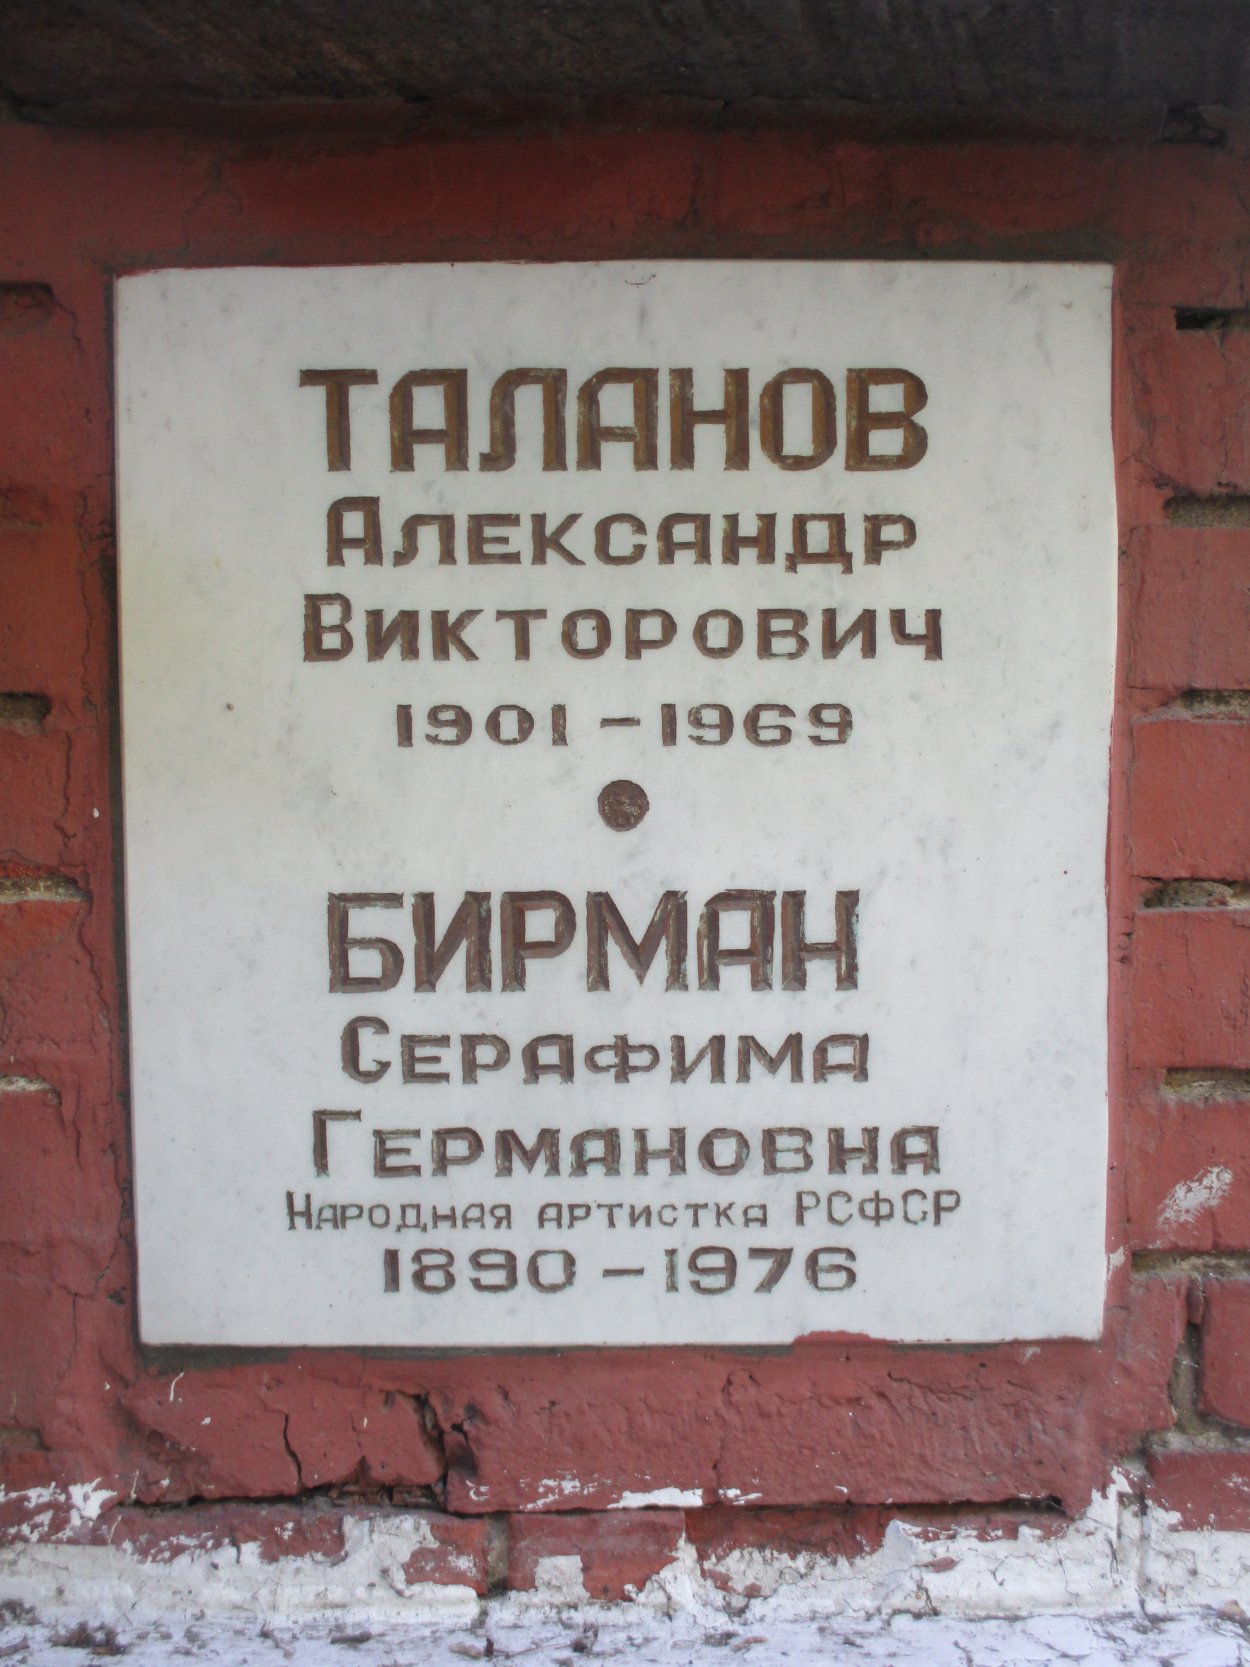 ТАЛАНОВ
АЛЕКСАНДР
ВИКТОРОВИЧ
1901 – 1969
БИРМАН
СЕРАФИМА
ГЕРМАНОВНА
НАРОДНАЯ АРТИСТКА РСФСР
1890 – 1976